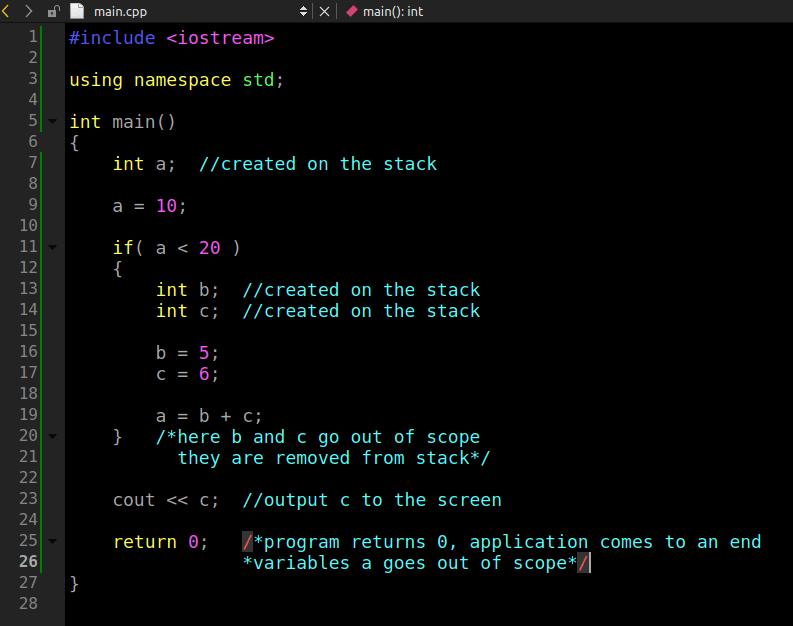 main.cpp main(): int
1 #include <iostream>
2
3 using namespace std;
4
5 int main()
6 {
7     int a;  //created on the stack
8
9     a = 10;
10
11     if( a < 20 )
12     {
13         int b;  //created on the stack
14         int c;  //created on the stack
15
16         b = 5;
17         c = 6;
18
19         a = b + c;
20     }   /*here b and c go out of scope
21           they are removed from stack*/
22
23     cout << c;  //output c to the screen
24
25     return 0;   /*program returns 0, application comes to an end
26                 *variables a goes out of scope*/
27 }
28